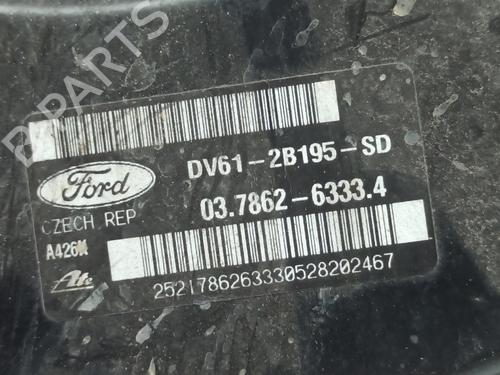 DV61-2B195-SD
Ford
03.7862-6333.4
CZECH REP
A426M
Ate
2521786263330528202467
B-PARTS